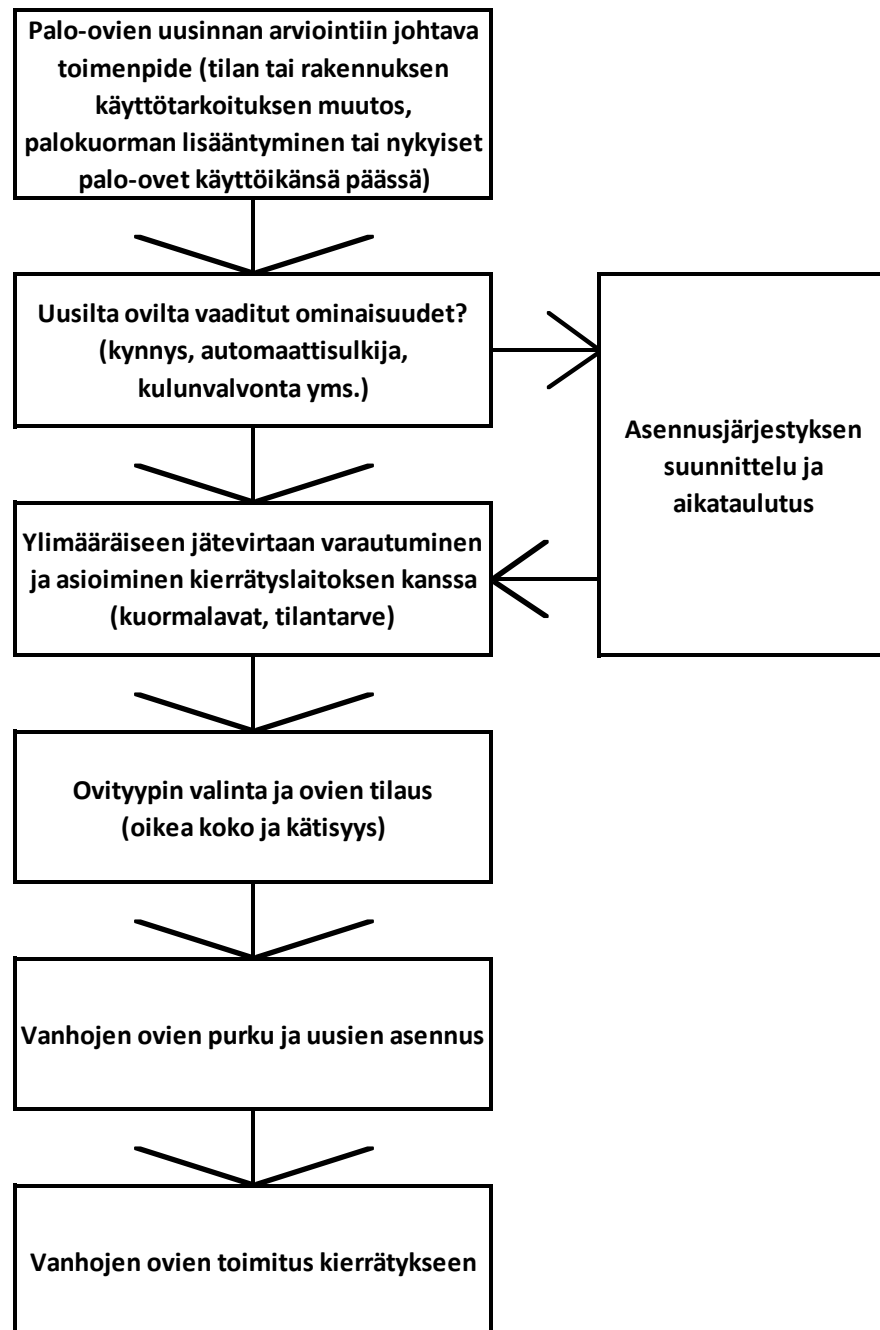 Palo-ovien uusinnan arviointiin johtava
toimenpide (tilan tai rakennuksen
käyttötarkoituksen muutos,
palokuorman lisääntyminen tai nykyiset
palo-ovet käyttöikänsä päässä)
Uusilta ovilta vaaditut ominaisuudet?
(kynnys, automaattisulkija,
kulunvalvonta yms.)
Asennusjärjestyksen
suunnittelu ja
aikataulutus
Ylimääräiseen jätevirtaan varautuminen
ja asioiminen kierrätyslaitoksen kanssa
(kuormalavat, tilantarve)
Ovityypin valinta ja ovien tilaus
(oikea koko ja kätisyys)
Vanhojen ovien purku ja uusien asennus
Vanhojen ovien toimitus kierrätykseen